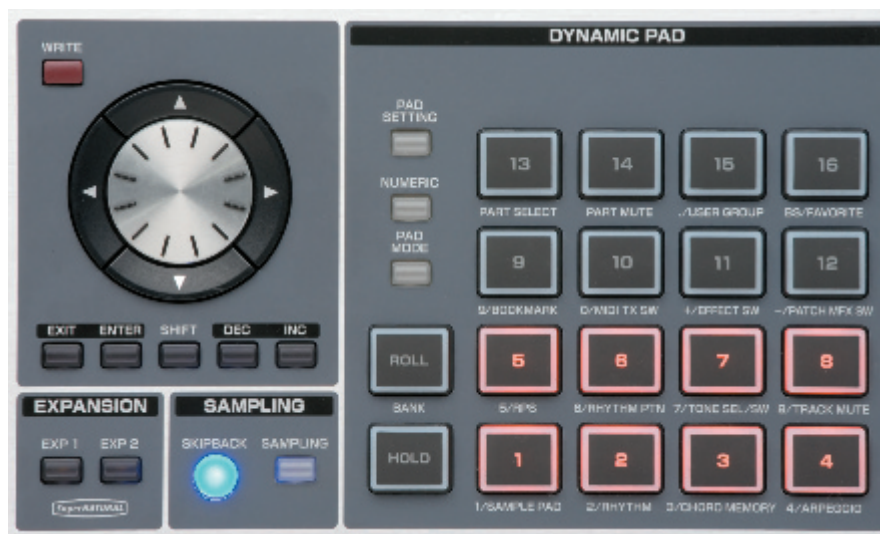 WRITE
EXIT ENTER SHIFT DEC INC
EXPANSION
EXP 1 EXP 2
SuperNATURAL
SAMPLING
SKIPBACK SAMPLING
DYNAMIC PAD
PAD
SETTING
NUMERIC
PAD
MODE
13 14 15 16
PART SELECT PART MUTE ./USER GROUP BS/FAVORITE
9 10 11 12
9/BOOKMARK 0/MIDI TX SW +/EFFECT SW -/PATCH MFX SW
ROLL 5 6 7 8
BANK 5/RPS 6/RHYTHM PTN 7/TONE SEL/SW 8/TRACK MUTE
HOLD 1 2 3 4
1/SAMPLE PAD 2/RHYTHM 3/CHORD MEMORY 4/ARPEGGIO